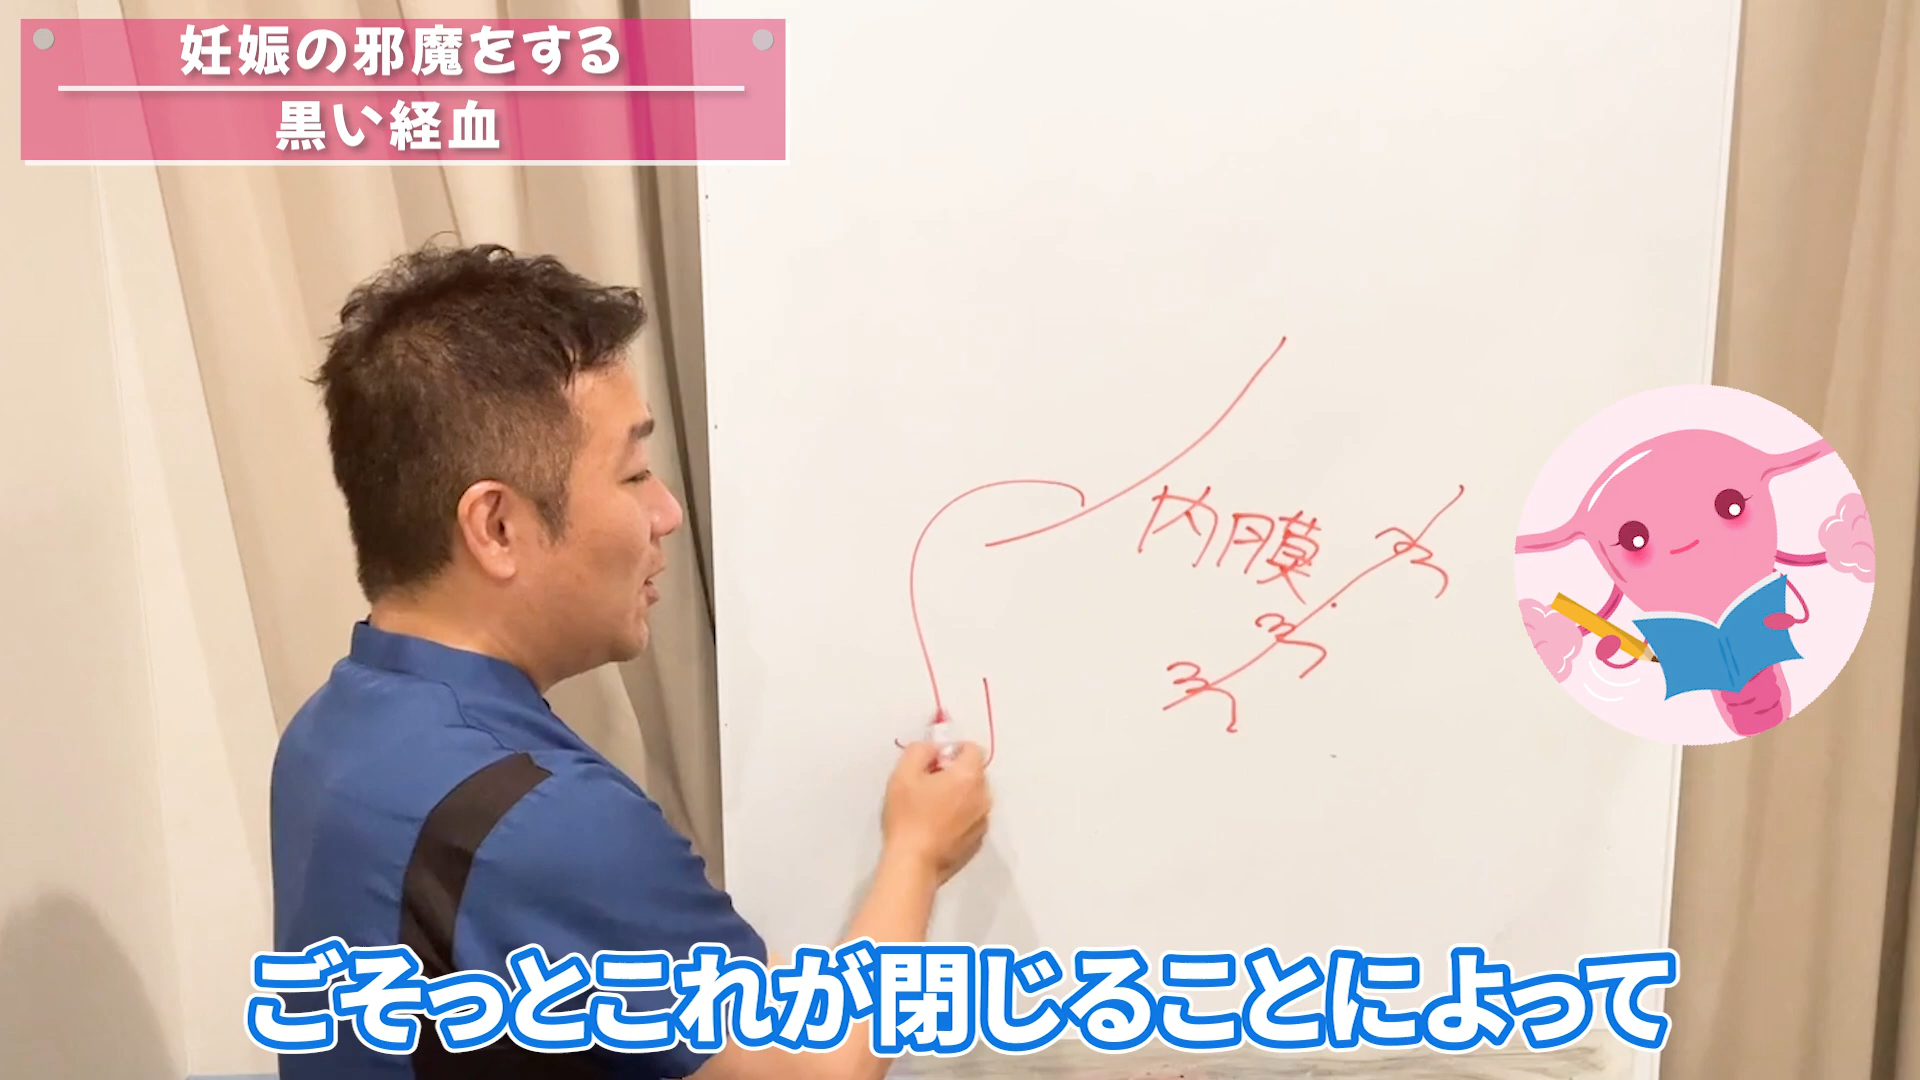 妊娠の邪魔をする
黒い経血
内膜
ごそっとこれが閉じることによって